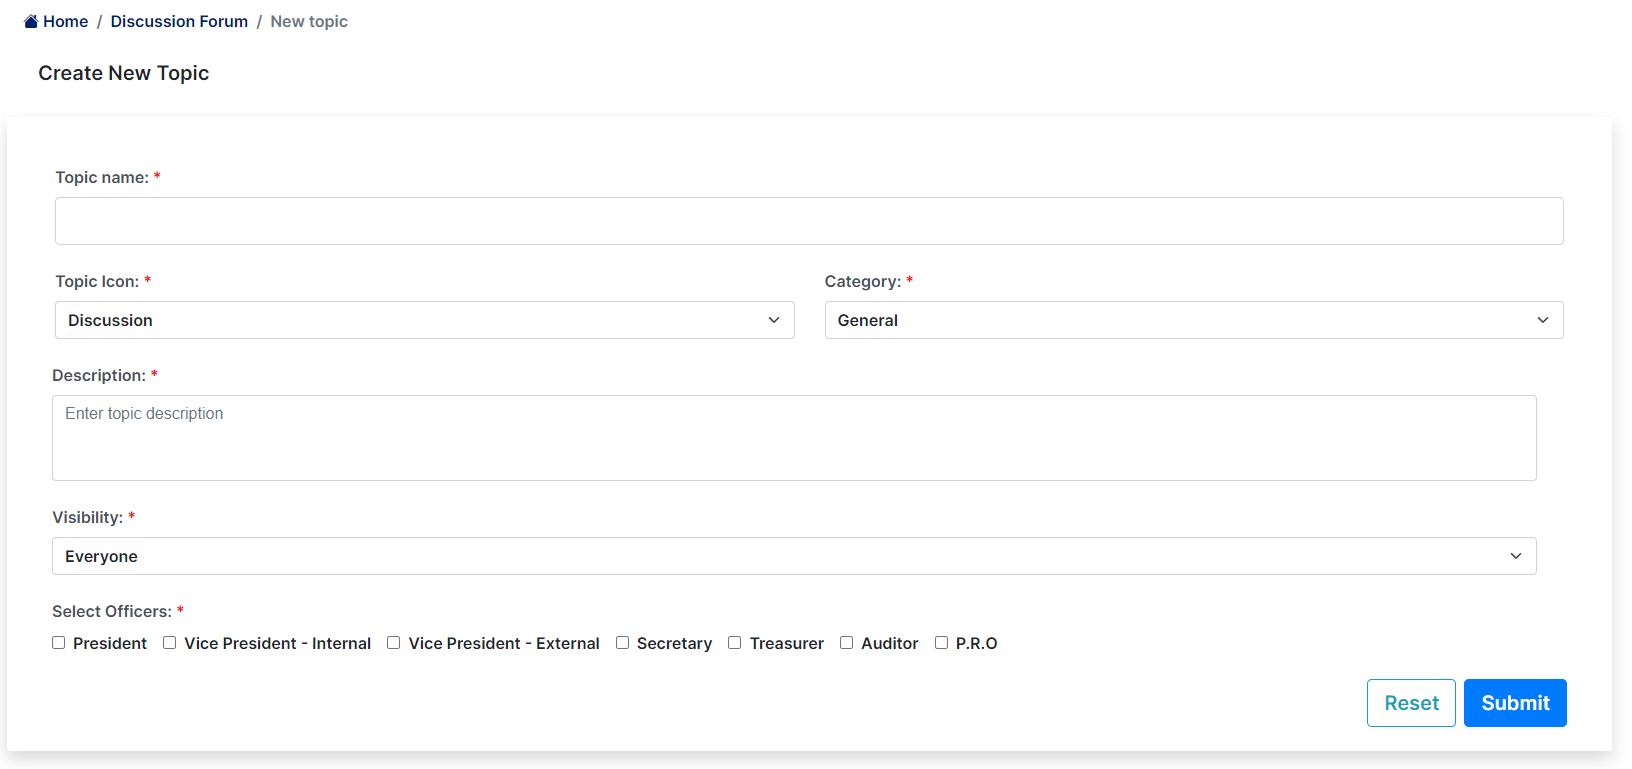 Home / Discussion Forum / New topic
Create New Topic
Topic name: *
Topic Icon: * Category: *
Discussion General
Description: *
Enter topic description
Visibility: *
Everyone
Select Officers: *
President Vice President - Internal Vice President - External Secretary Treasurer Auditor P.R.O
Reset Submit